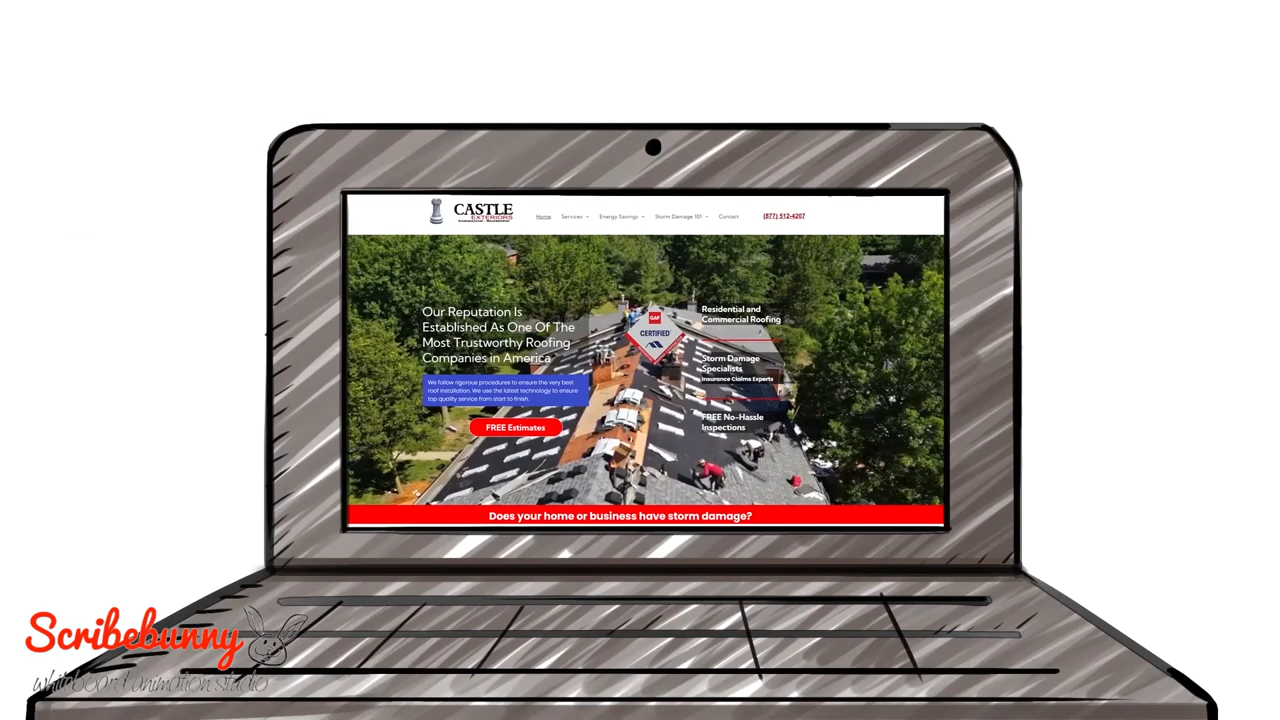 CASTLE
EXTERIORS
Commercial - Residential
Home Services Energy Savings Storm Damage 101 Contact (877) 512-4207
Our Reputation Is
Established As One Of The
Most Trustworthy Roofing
Companies in America
We follow rigorous procedures to ensure the very best
roof installation. We use the latest technology to ensure
top quality service from start to finish.
FREE Estimates
GAF
CERTIFIED
Residential and
Commercial Roofing
Storm Damage
Specialists
Insurance Claims Experts
FREE No-Hassle
Inspections
Does your home or business have storm damage?
Scribebunny
whiteboard animation studio